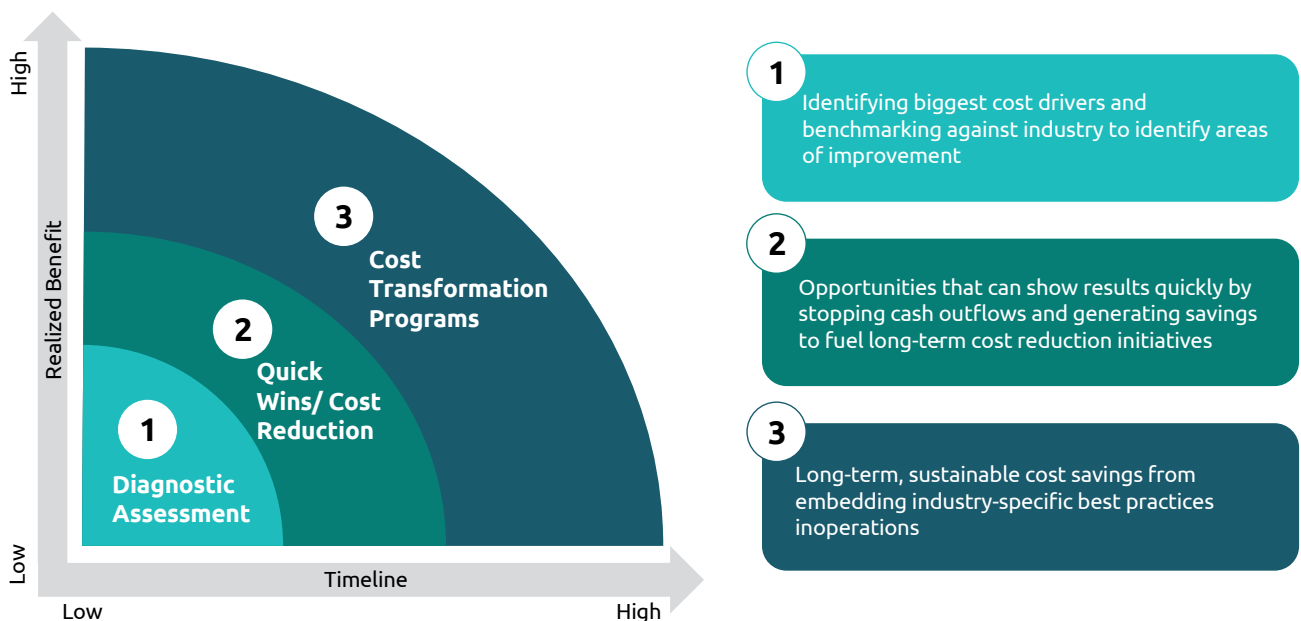 High
Realized Benefit
Low
3
Cost
Transformation
Programs
2
Quick
Wins/ Cost
Reduction
1
Diagnostic
Assessment
Timeline
Low
High
1
Identifying biggest cost drivers and
benchmarking against industry to identify areas
of improvement
2
Opportunities that can show results quickly by
stopping cash outflows and generating savings
to fuel long-term cost reduction initiatives
3
Long-term, sustainable cost savings from
embedding industry-specific best practices
inoperations